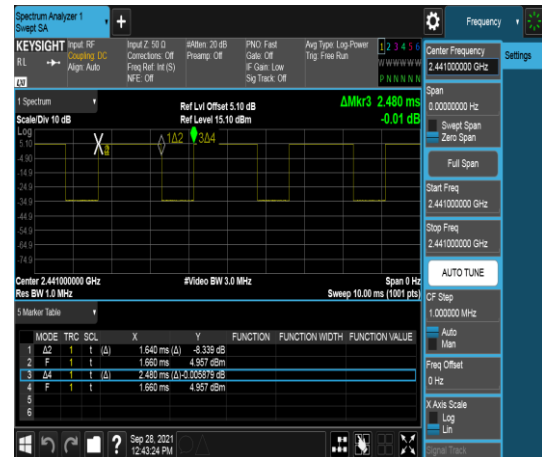 Spectrum Analyzer 1
Swept SA
+
Frequency
KEYSIGHT
RL
LXI
Input: RF
Coupling: DC
Align: Auto
Input Z: 50 Ω
Corrections: Off
Freq Ref: Int (S)
NFE: Off
#Atten: 20 dB
Preamp: Off
PNO: Fast
Gate: Off
IF Gain: Low
Sig Track: Off
Avg Type: Log-Power
Trig: Free Run
1 2 3 4 5 6
W W W W W W
P N N N N N
Center Frequency
2.441000000 GHz
Settings
Span
0.00000000 Hz
Swept Span
Zero Span
Full Span
Start Freq
2.441000000 GHz
Stop Freq
2.441000000 GHz
AUTO TUNE
CF Step
1.000000 MHz
Auto
Man
Freq Offset
0 Hz
X Axis Scale
Log
Lin
Signal Track
1 Spectrum
Scale/Div 10 dB
Ref Lvl Offset 5.10 dB
Ref Level 15.10 dBm
ΔMkr3 2.480 ms
-0.01 dB
Log
5.10
-4.90
-14.9
-24.9
-34.9
-44.9
-54.9
-64.9
-74.9
1Δ2
3Δ4
Center 2.441000000 GHz
Res BW 1.0 MHz
#Video BW 3.0 MHz
Span 0 Hz
Sweep 10.00 ms (1001 pts)
5 Marker Table
MODE TRC SCL X Y FUNCTION FUNCTION WIDTH FUNCTION VALUE
1 Δ2 1 t (Δ) 1.640 ms (Δ) -8.339 dB
2 F 1 t 1.660 ms 4.957 dBm
3 Δ4 1 t (Δ) 2.480 ms (Δ) -0.005879 dB
4 F 1 t 1.660 ms 4.957 dBm
5
6
?
Sep 28, 2021
12:43:24 PM